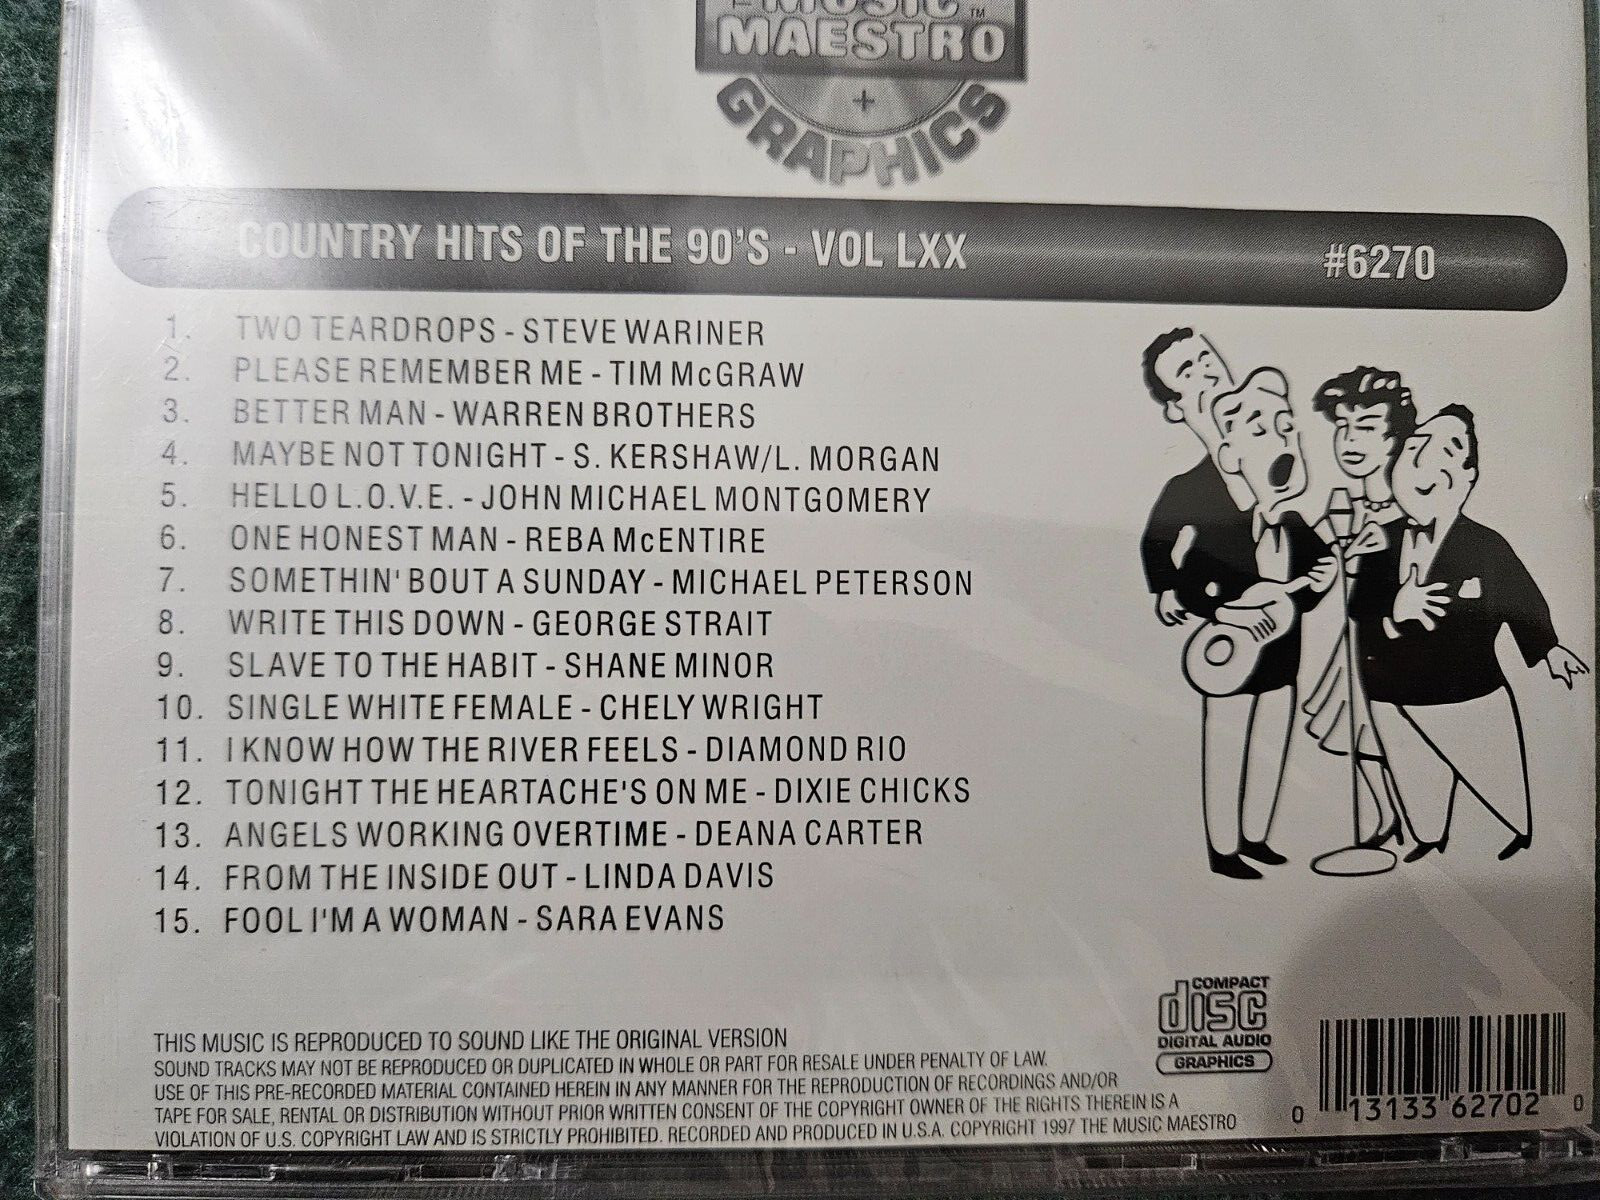 MUSIC™
MAESTRO
GRAPHICS
COUNTRY HITS OF THE 90'S - VOL LXX #6270
1. TWO TEARDROPS - STEVE WARINER
2. PLEASE REMEMBER ME - TIM McGRAW
3. BETTER MAN - WARREN BROTHERS
4. MAYBE NOT TONIGHT - S. KERSHAW/L. MORGAN
5. HELLO L.O.V.E. - JOHN MICHAEL MONTGOMERY
6. ONE HONEST MAN - REBA McENTIRE
7. SOMETHIN' BOUT A SUNDAY - MICHAEL PETERSON
8. WRITE THIS DOWN - GEORGE STRAIT
9. SLAVE TO THE HABIT - SHANE MINOR
10. SINGLE WHITE FEMALE - CHELY WRIGHT
11. I KNOW HOW THE RIVER FEELS - DIAMOND RIO
12. TONIGHT THE HEARTACHE'S ON ME - DIXIE CHICKS
13. ANGELS WORKING OVERTIME - DEANA CARTER
14. FROM THE INSIDE OUT - LINDA DAVIS
15. FOOL I'M A WOMAN - SARA EVANS
THIS MUSIC IS REPRODUCED TO SOUND LIKE THE ORIGINAL VERSION
SOUND TRACKS MAY NOT BE REPRODUCED OR DUPLICATED IN WHOLE OR PART FOR RESALE UNDER PENALTY OF LAW.
USE OF THIS PRE-RECORDED MATERIAL CONTAINED HEREIN IN ANY MANNER FOR THE REPRODUCTION OF RECORDINGS AND/OR
TAPE FOR SALE, RENTAL OR DISTRIBUTION WITHOUT PRIOR WRITTEN CONSENT OF THE COPYRIGHT OWNER OF THE RIGHTS THEREIN IS A
VIOLATION OF U.S. COPYRIGHT LAW AND IS STRICTLY PROHIBITED. RECORDED AND PRODUCED IN U.S.A. COPYRIGHT 1997 THE MUSIC MAESTRO
COMPACT
disc
DIGITAL AUDIO
GRAPHICS
0 13133 62702 0